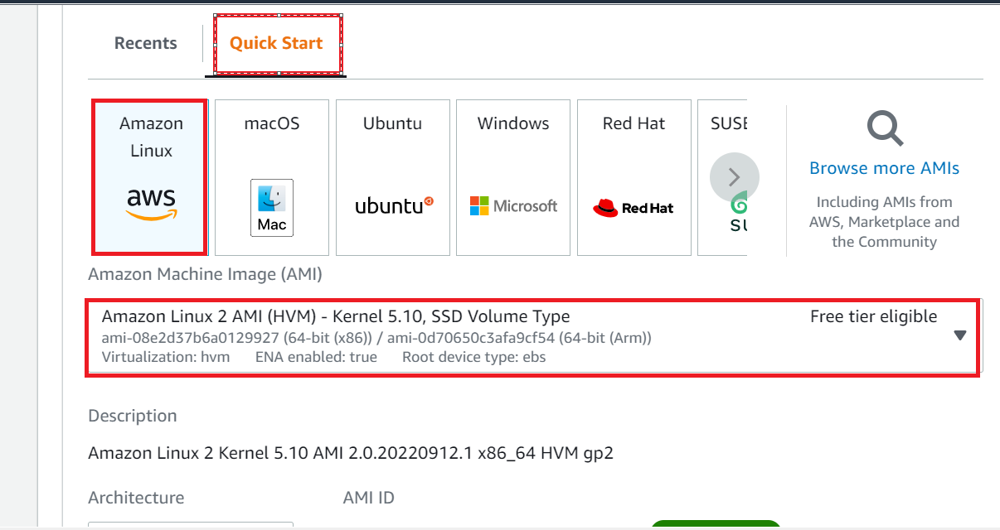 Recents
Quick Start
Amazon
Linux
aws
macOS
Mac
Ubuntu
ubuntu
Windows
Microsoft
Red Hat
Red Hat
SUSE
SU
Browse more AMIs
Including AMIs from
AWS, Marketplace and
the Community
Amazon Machine Image (AMI)
Amazon Linux 2 AMI (HVM) - Kernel 5.10, SSD Volume Type
Free tier eligible
ami-08e2d37b6a0129927 (64-bit (x86)) / ami-0d70650c3afa9cf54 (64-bit (Arm))
Virtualization: hvm ENA enabled: true Root device type: ebs
Description
Amazon Linux 2 Kernel 5.10 AMI 2.0.20220912.1 x86_64 HVM gp2
Architecture AMI ID